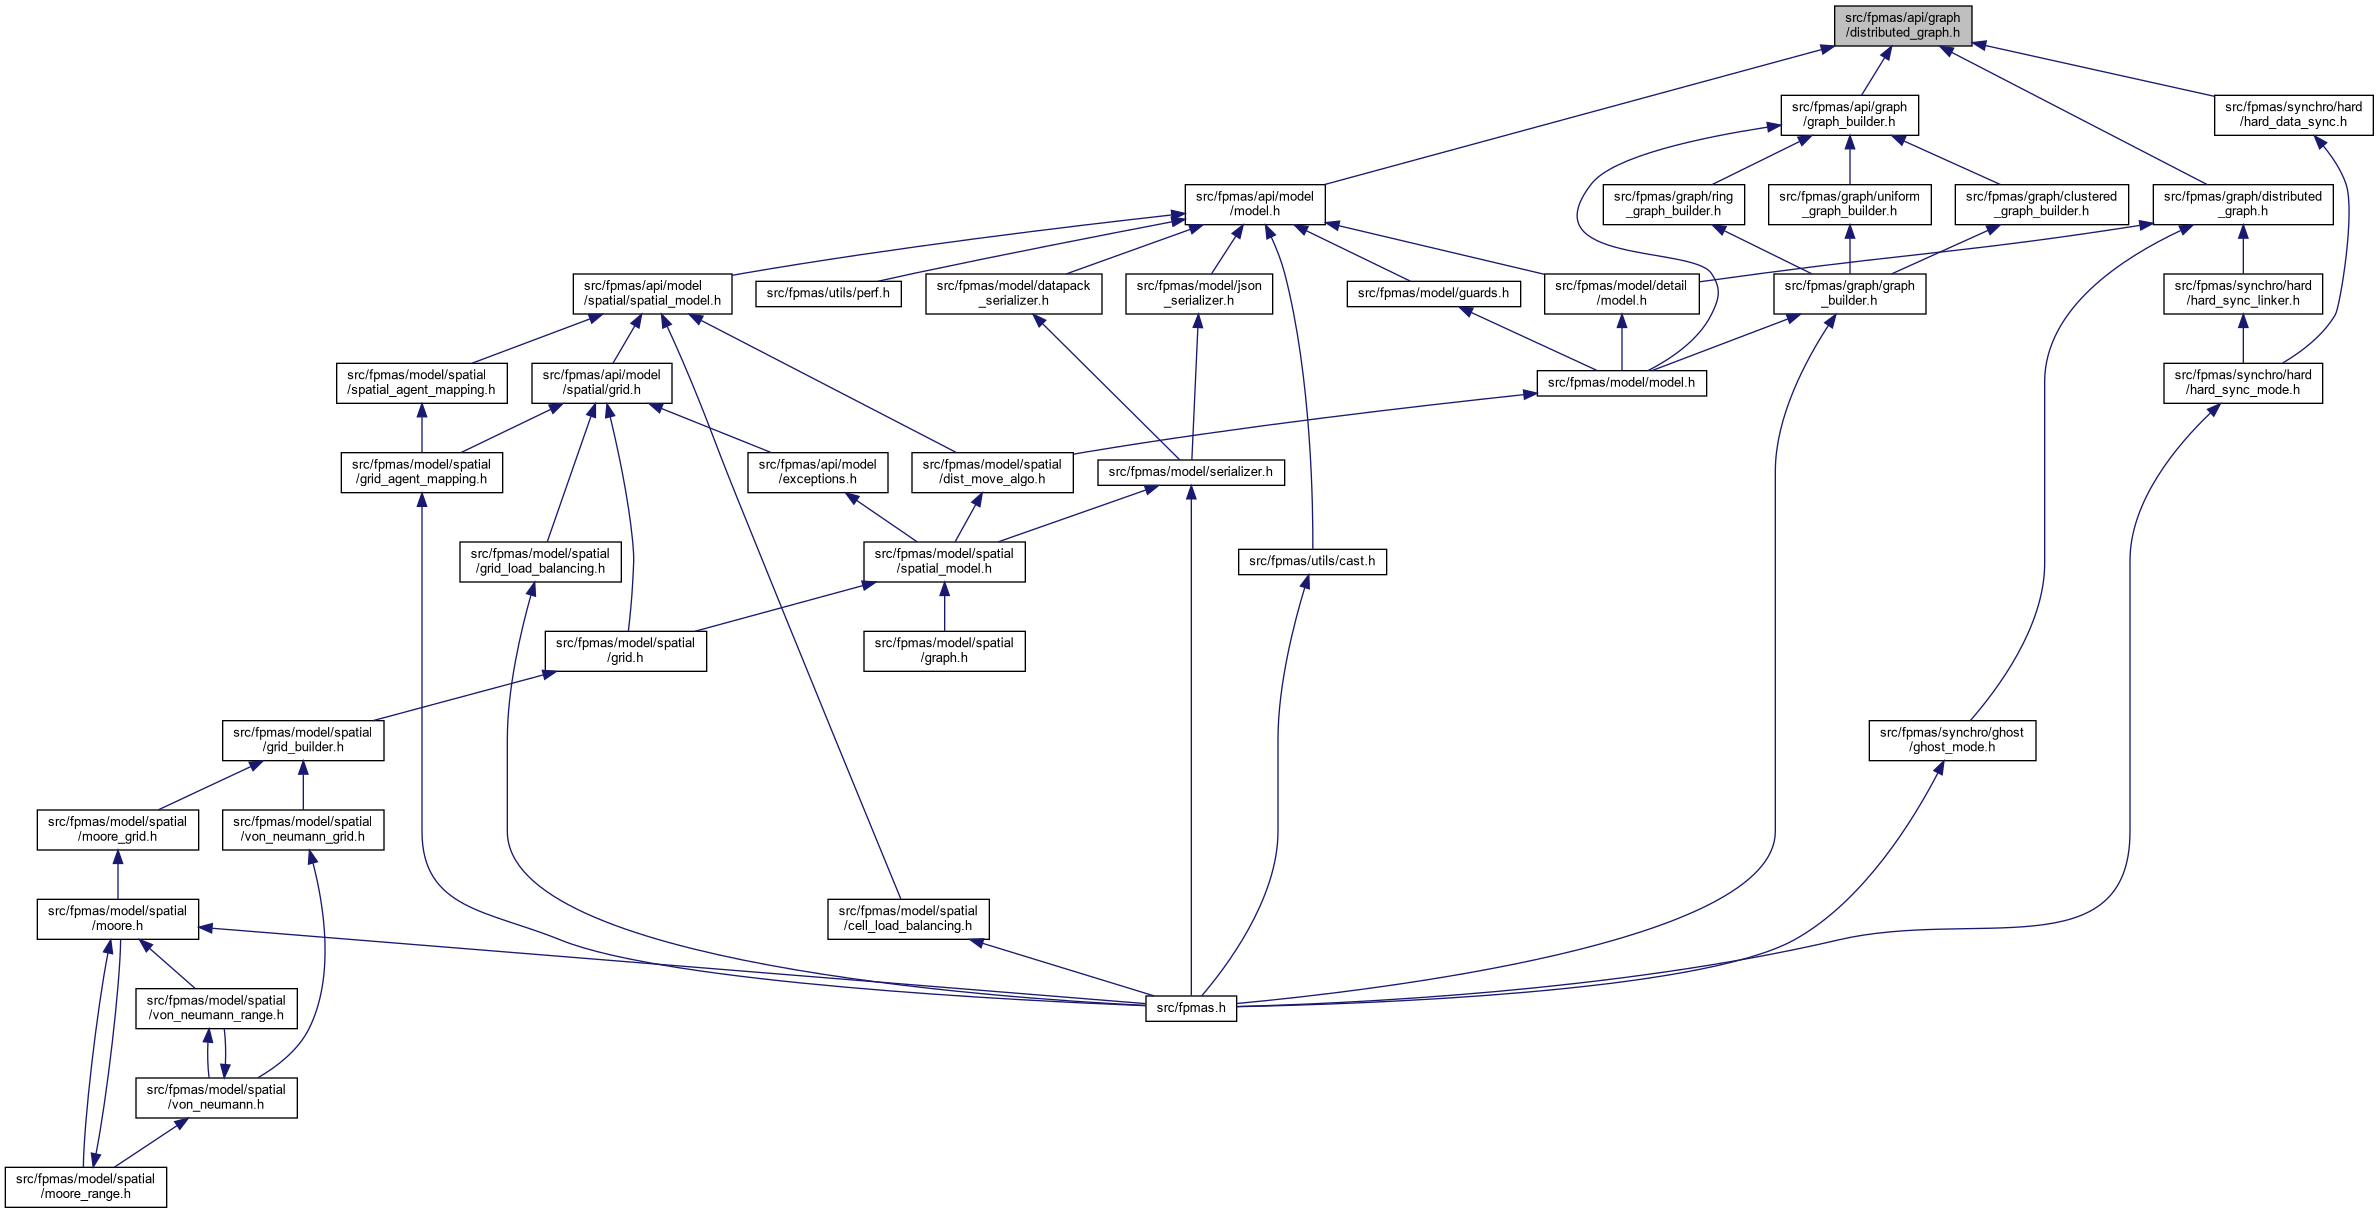 src/fpmas/api/graph
/distributed_graph.h
src/fpmas/api/graph
/graph_builder.h
src/fpmas/synchro/hard
/hard_data_sync.h
src/fpmas/api/model
/model.h
src/fpmas/graph/ring
_graph_builder.h
src/fpmas/graph/uniform
_graph_builder.h
src/fpmas/graph/clustered
_graph_builder.h
src/fpmas/graph/distributed
_graph.h
src/fpmas/api/model
/spatial/spatial_model.h
src/fpmas/utils/perf.h
src/fpmas/model/datapack
_serializer.h
src/fpmas/model/json
_serializer.h
src/fpmas/model/guards.h
src/fpmas/model/detail
/model.h
src/fpmas/graph/graph
_builder.h
src/fpmas/synchro/hard
/hard_sync_linker.h
src/fpmas/model/spatial
/spatial_agent_mapping.h
src/fpmas/api/model
/spatial/grid.h
src/fpmas/model/model.h
src/fpmas/synchro/hard
/hard_sync_mode.h
src/fpmas/model/spatial
/grid_agent_mapping.h
src/fpmas/api/model
/exceptions.h
src/fpmas/model/spatial
/dist_move_algo.h
src/fpmas/model/serializer.h
src/fpmas/model/spatial
/grid_load_balancing.h
src/fpmas/model/spatial
/spatial_model.h
src/fpmas/utils/cast.h
src/fpmas/model/spatial
/grid.h
src/fpmas/model/spatial
/graph.h
src/fpmas/model/spatial
/grid_builder.h
src/fpmas/synchro/ghost
/ghost_mode.h
src/fpmas/model/spatial
/moore_grid.h
src/fpmas/model/spatial
/von_neumann_grid.h
src/fpmas/model/spatial
/moore.h
src/fpmas/model/spatial
/cell_load_balancing.h
src/fpmas/model/spatial
/von_neumann_range.h
src/fpmas.h
src/fpmas/model/spatial
/von_neumann.h
src/fpmas/model/spatial
/moore_range.h